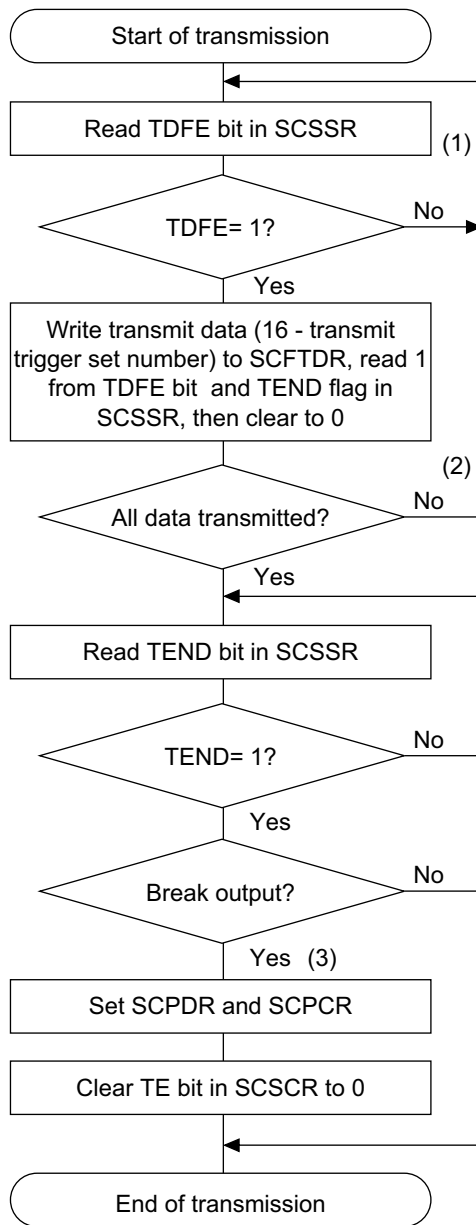 Start of transmission
Read TDFE bit in SCSSR
(1)
TDFE= 1?
No
Yes
Write transmit data (16 - transmit
trigger set number) to SCFTDR, read 1
from TDFE bit and TEND flag in
SCSSR, then clear to 0
(2)
All data transmitted?
No
Yes
Read TEND bit in SCSSR
TEND= 1?
No
Yes
Break output?
No
Yes (3)
Set SCPDR and SCPCR
Clear TE bit in SCSCR to 0
End of transmission